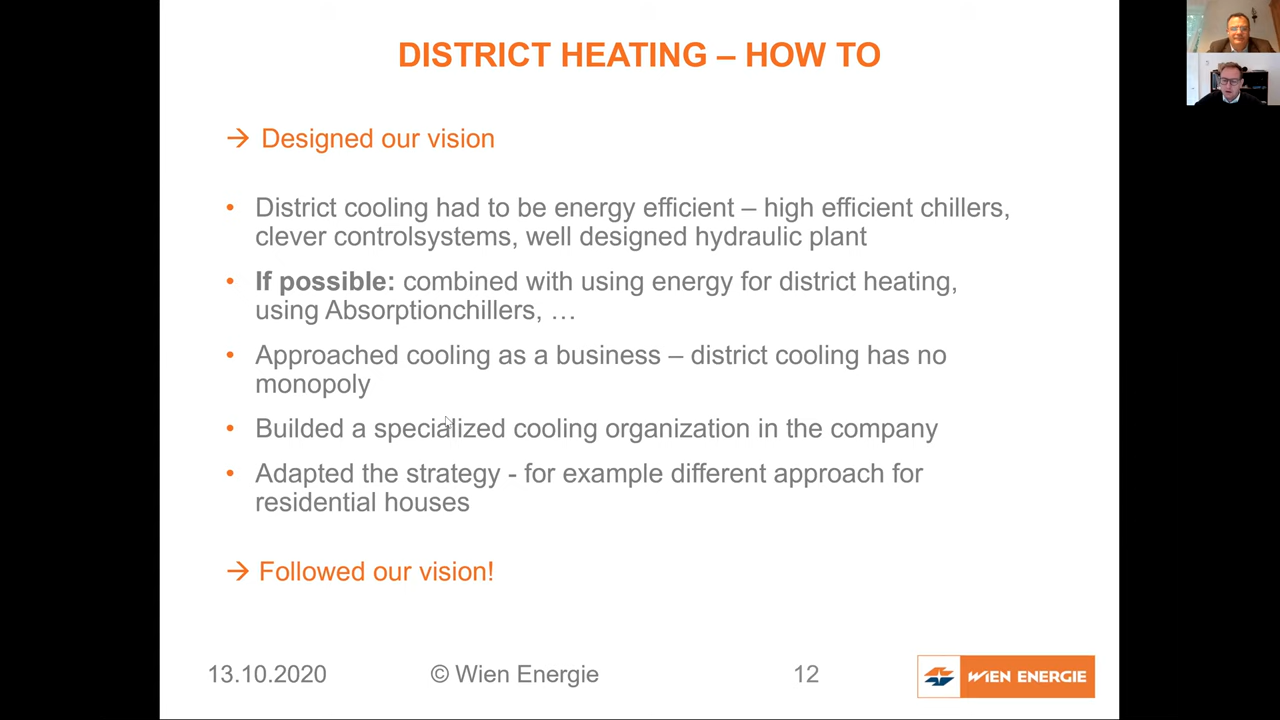 DISTRICT HEATING – HOW TO
→ Designed our vision
• District cooling had to be energy efficient – high efficient chillers,
clever controlsystems, well designed hydraulic plant
• If possible: combined with using energy for district heating,
using Absorptionchillers, …
• Approached cooling as a business – district cooling has no
monopoly
• Builded a specialized cooling organization in the company
• Adapted the strategy - for example different approach for
residential houses
→ Followed our vision!
13.10.2020 © Wien Energie 12 WIEN ENERGIE